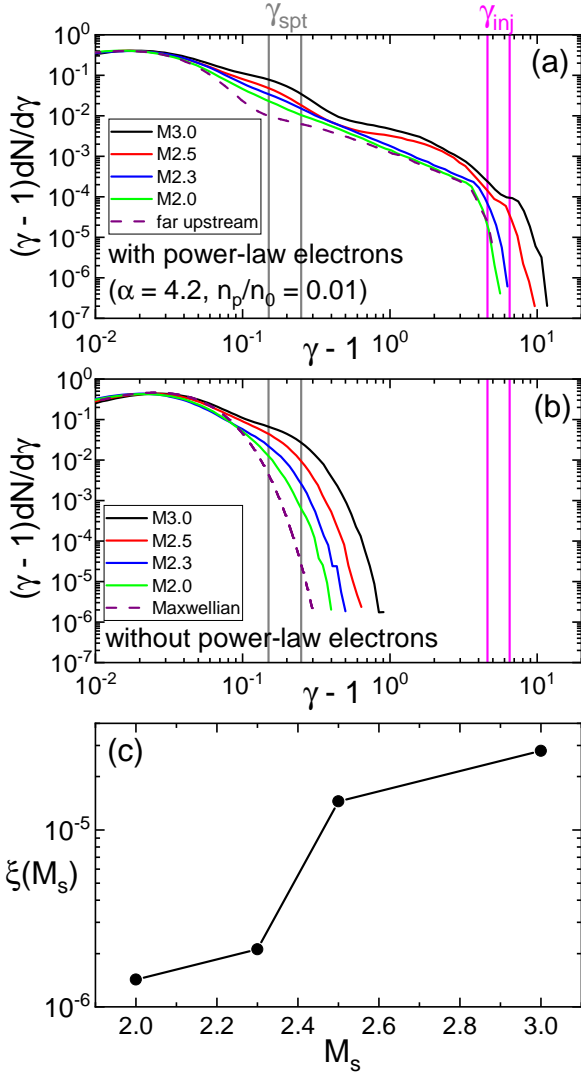 γspt γinj
(a)
(γ - 1)dN/dγ
10^0
10^-1
10^-2
10^-3
10^-4
10^-5
10^-6
10^-7
M3.0
M2.5
M2.3
M2.0
far upstream
with power-law electrons
(α = 4.2, np/n0 = 0.01)
10^-2 10^-1 10^0 10^1
γ - 1
(b)
(γ - 1)dN/dγ
10^0
10^-1
10^-2
10^-3
10^-4
10^-5
10^-6
10^-7
M3.0
M2.5
M2.3
M2.0
Maxwellian
without power-law electrons
10^-2 10^-1 10^0 10^1
γ - 1
(c)
ξ(Ms)
10^-5
10^-6
2.0 2.2 2.4 2.6 2.8 3.0
Ms